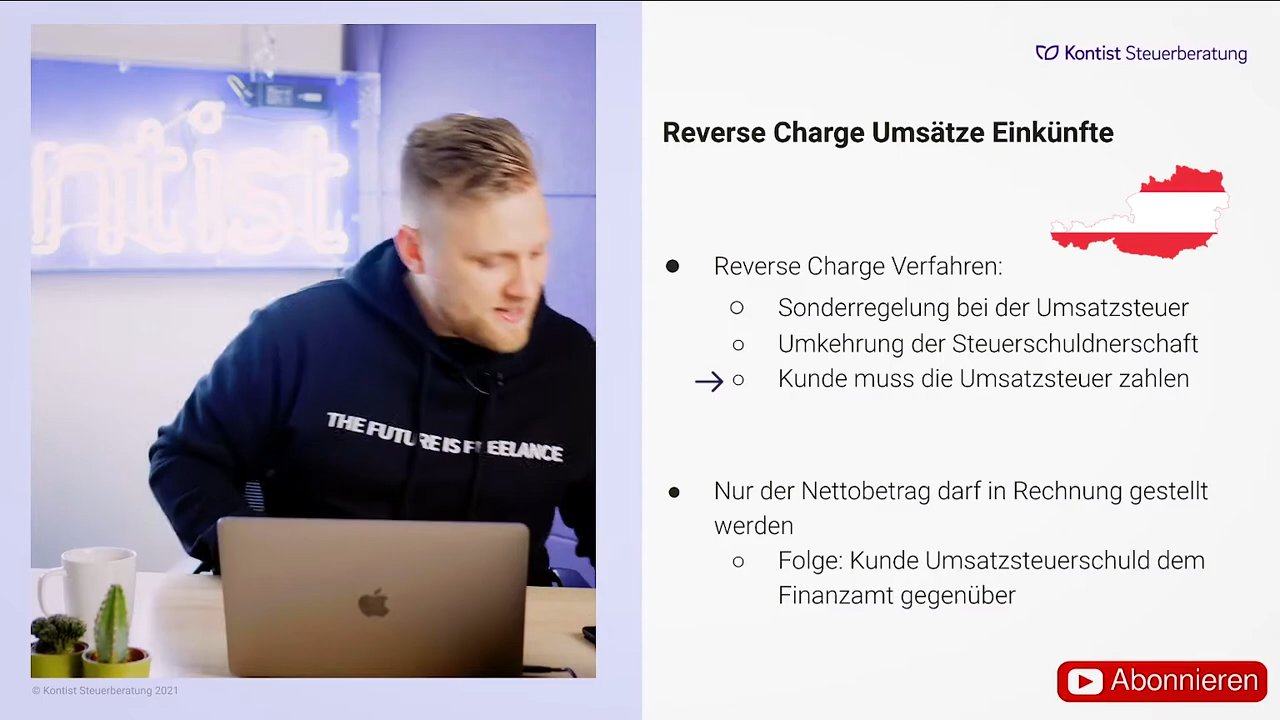 ntist
THE FUTURE IS FREELANCE
© Kontist Steuerberatung 2021
Kontist Steuerberatung
Reverse Charge Umsätze Einkünfte
● Reverse Charge Verfahren:
○ Sonderregelung bei der Umsatzsteuer
○ Umkehrung der Steuerschuldnerschaft
→ ○ Kunde muss die Umsatzsteuer zahlen
● Nur der Nettobetrag darf in Rechnung gestellt
werden
○ Folge: Kunde Umsatzsteuerschuld dem
Finanzamt gegenüber
Abonnieren